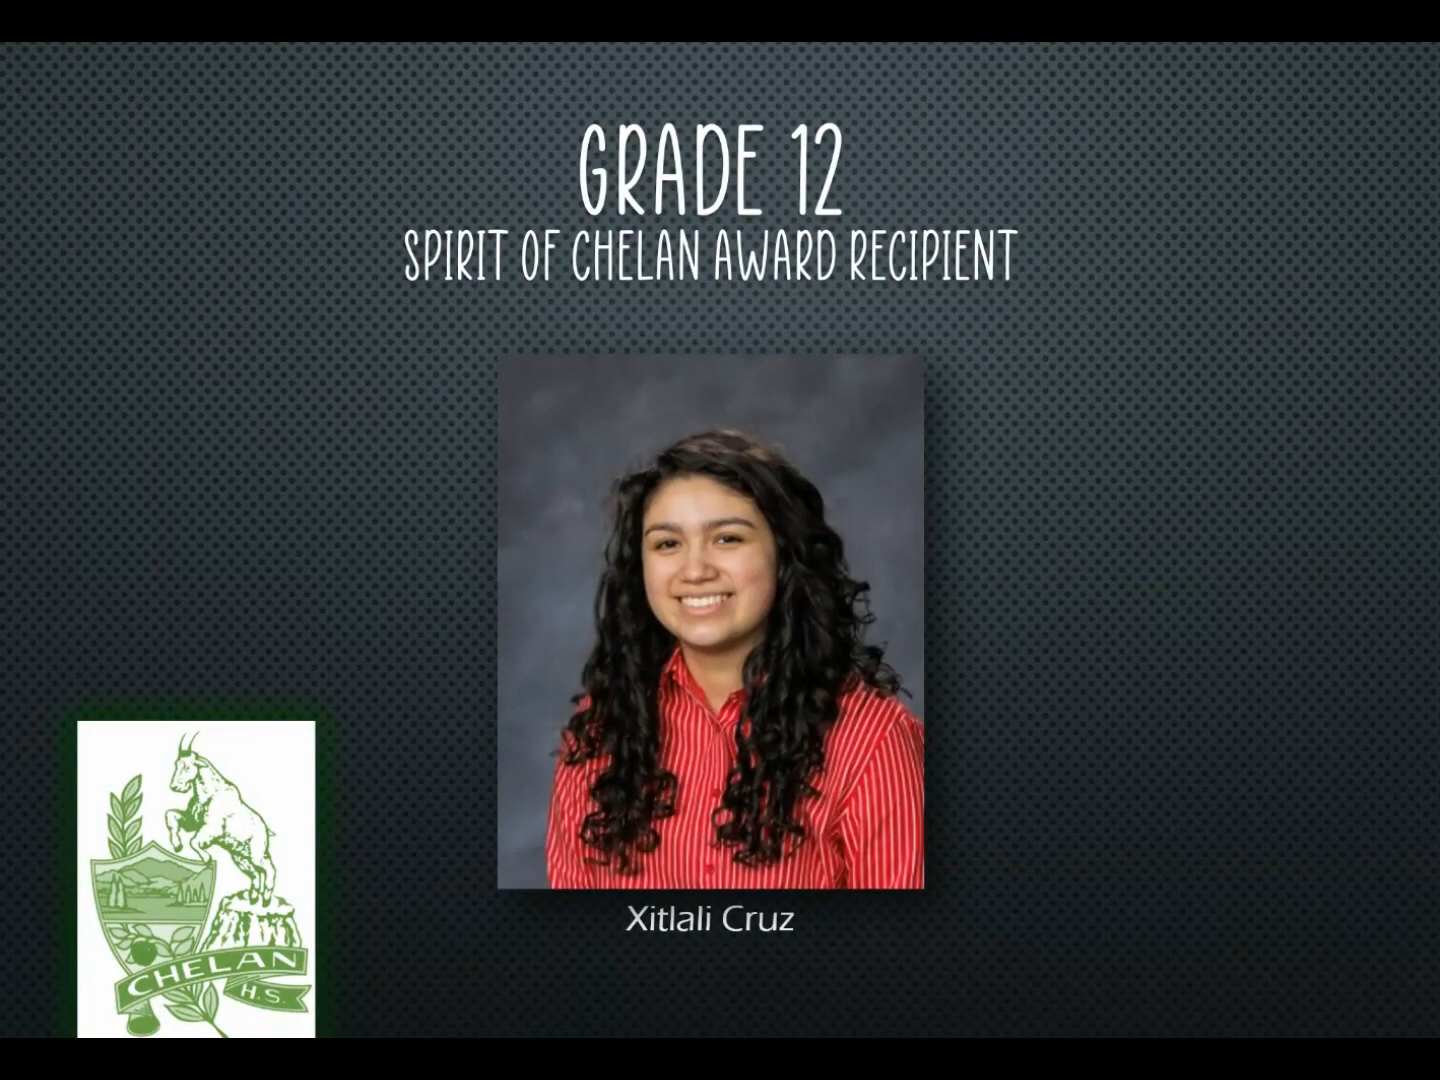 GRADE 12
SPIRIT OF CHELAN AWARD RECIPIENT
Xitlali Cruz
CHELAN
H.S.